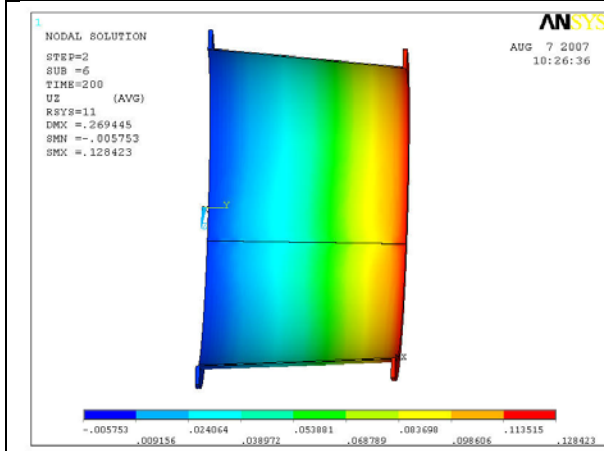 1
ANSYS
NODAL SOLUTION
AUG 7 2007
10:26:36
STEP=2
SUB =6
TIME=200
UZ (AVG)
RSYS=11
DMX =.269445
SMN =-.005753
SMX =.128423
Y
X
-.005753 .024064 .053881 .083698 .113515
.009156 .038972 .068789 .098606 .128423